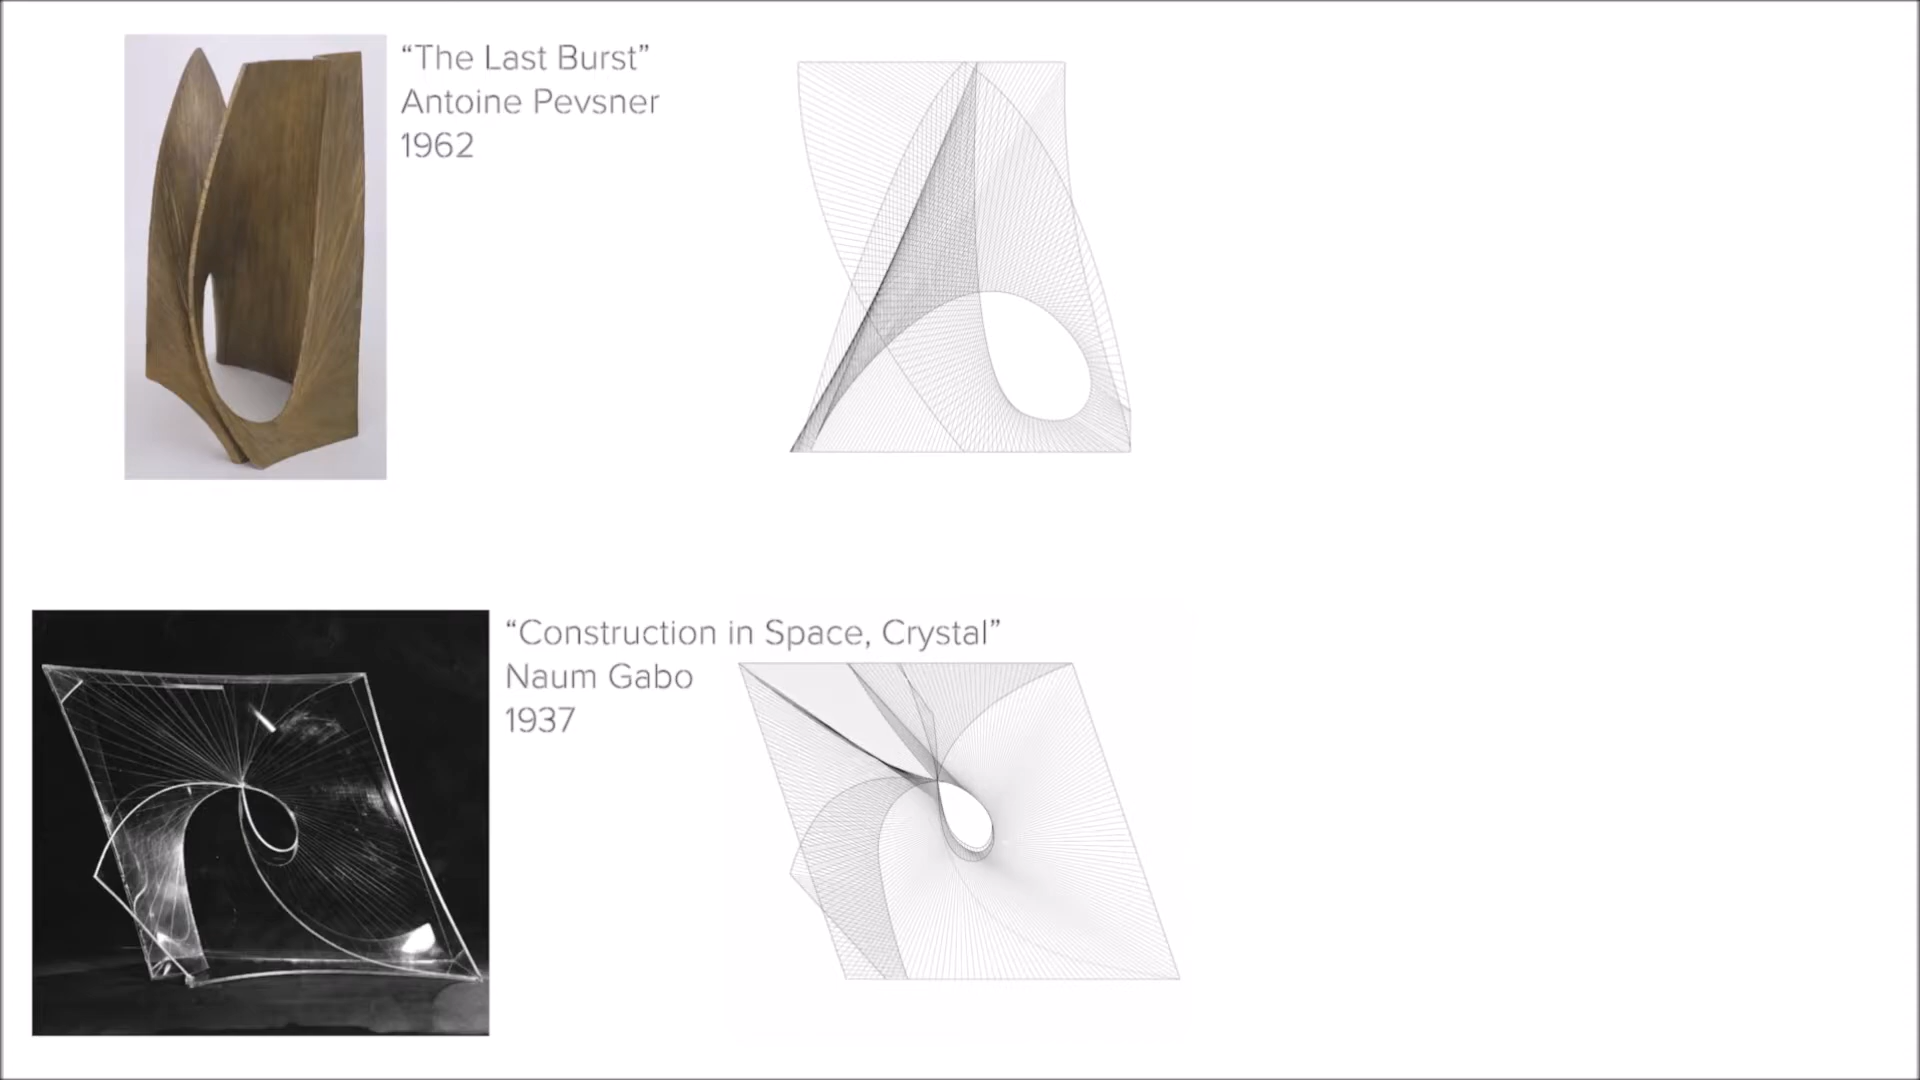 “The Last Burst”
Antoine Pevsner
1962
“Construction in Space, Crystal”
Naum Gabo
1937